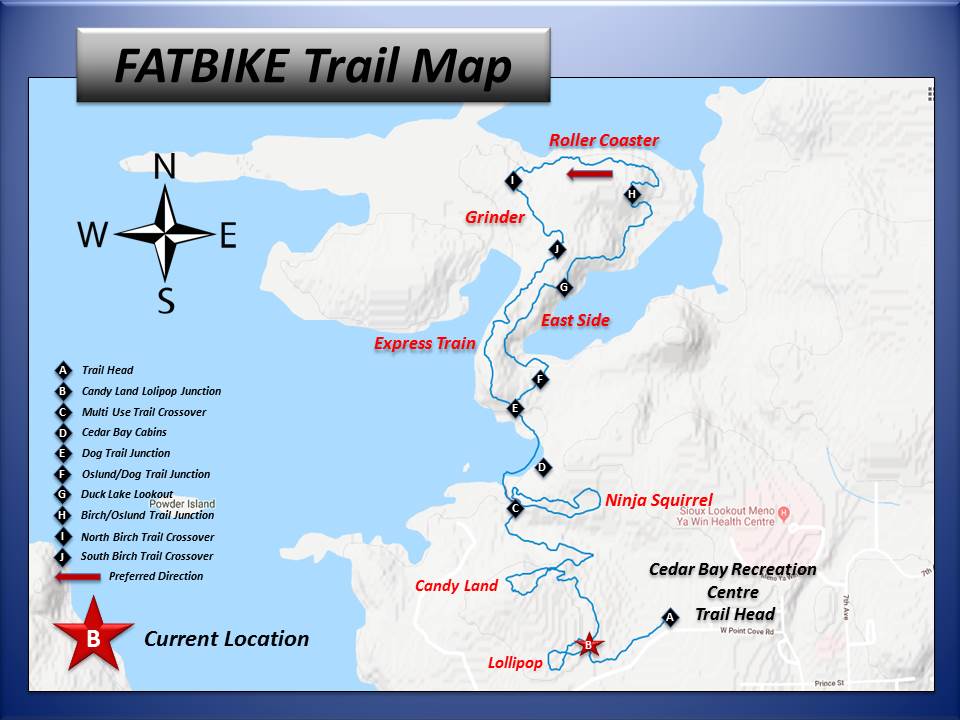 FATBIKE Trail Map
N
W E
S
Roller Coaster
I
H
Grinder
J
G
East Side
Express Train
F
E
D
C
Ninja Squirrel
A Trail Head
B Candy Land Lolipop Junction
C Multi Use Trail Crossover
D Cedar Bay Cabins
E Dog Trail Junction
F Oslund/Dog Trail Junction
G Duck Lake Lookout
Powder Island
H Birch/Oslund Trail Junction
I North Birch Trail Crossover
J South Birch Trail Crossover
Preferred Direction
B Current Location
Sioux Lookout Meno
Ya Win Health Centre
H
Meno Ya Win
7th
7th Ave
Cedar Bay Recreation
Centre
Trail Head
Candy Land
A
W Point Cove Rd
B
Lollipop
Prince St